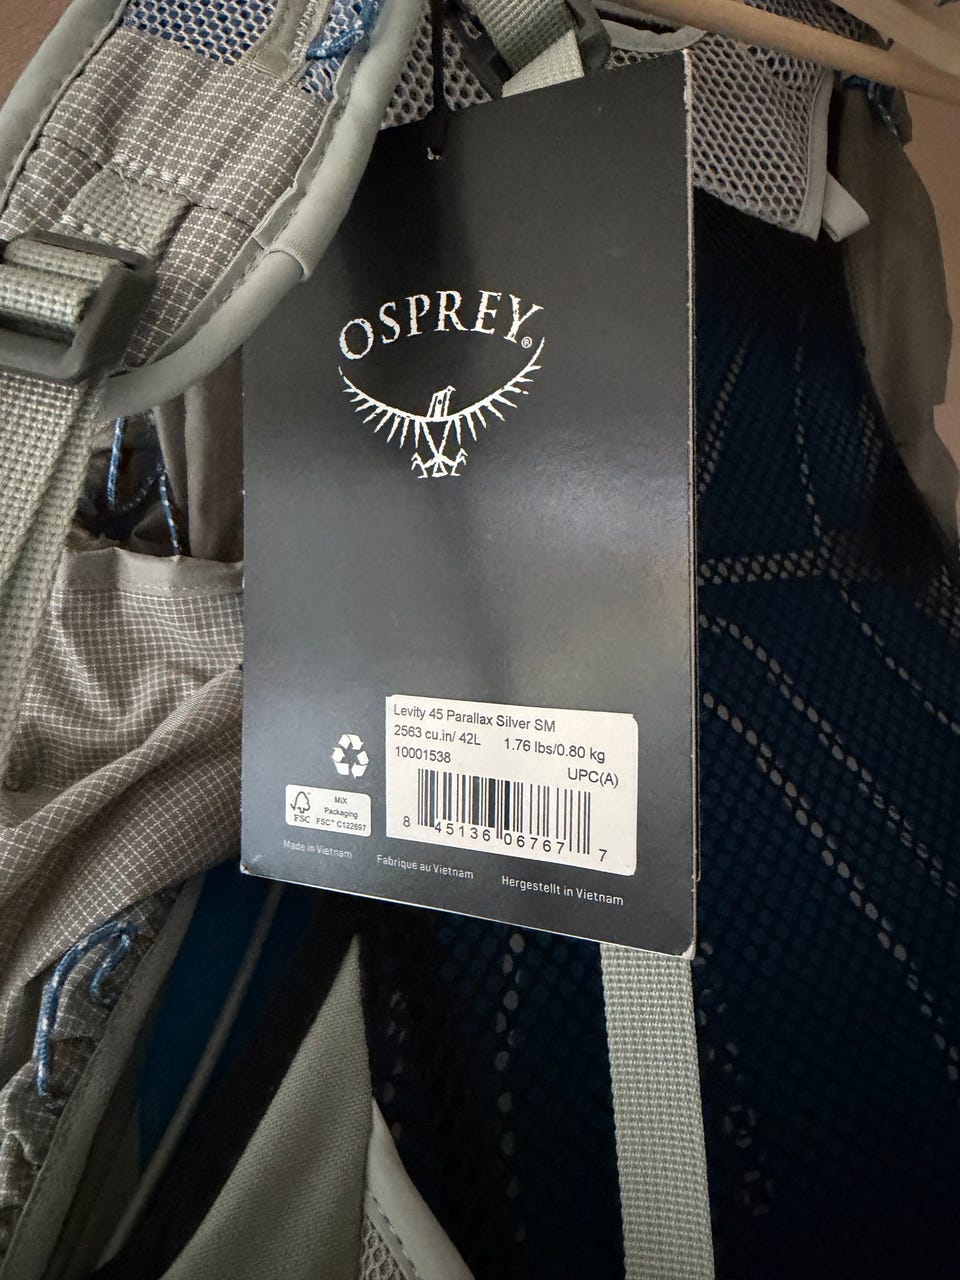 OSPREY®
Levity 45 Parallax Silver SM
2563 cu.in/ 42L 1.76 lbs/0.80 kg
10001538
UPC(A)
8 45136 06767 7
FSC
MIX
Packaging
FSC™ C122697
Made in Vietnam
Fabriqué au Vietnam
Hergestellt in Vietnam